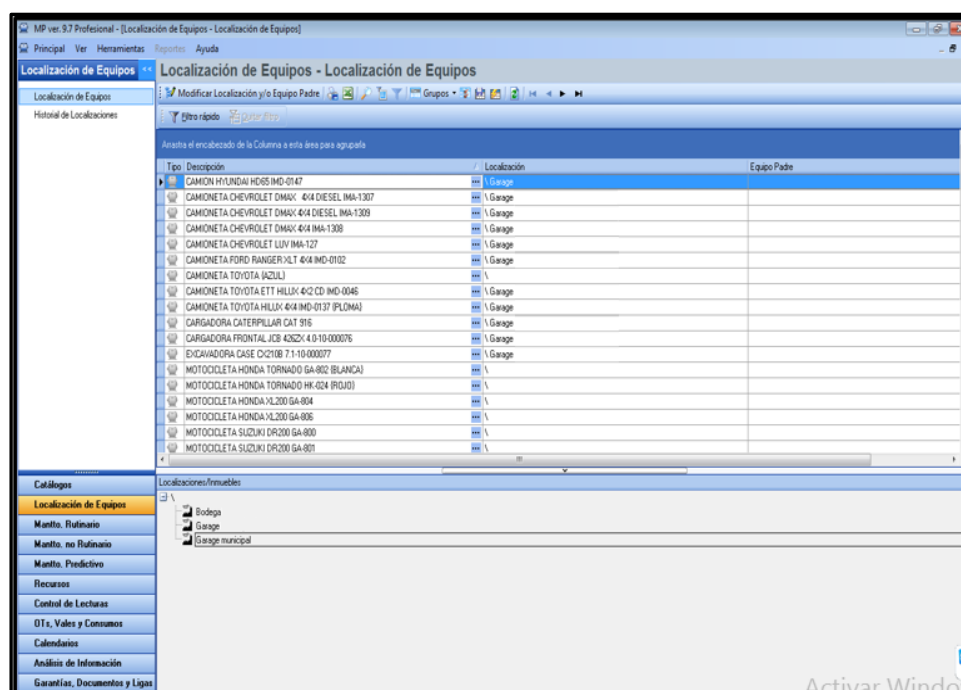 MP ver. 9.7 Profesional - [Localización de Equipos - Localización de Equipos]
Principal Ver Herramientas Reportes Ayuda
Localización de Equipos <<
Localización de Equipos - Localización de Equipos
Localización de Equipos
Historial de Localizaciones
Modificar Localización y/o Equipo Padre
Grupos
Filtro rápido Quitar filtro
Arrastra el encabezado de la Columna a esta área para agruparla
Tipo Descripción Localización Equipo Padre
CAMION HYUNDAI HD65 IMD-0147 ... \ Garage
CAMIONETA CHEVROLET DMAX 4X4 DIESEL IMA-1307 ... \ Garage
CAMIONETA CHEVROLET DMAX 4X4 DIESEL IMA-1309 ... \ Garage
CAMIONETA CHEVROLET DMAX 4X4 IMA-1308 ... \ Garage
CAMIONETA CHEVROLET LUV IMA-127 ... \ Garage
CAMIONETA FORD RANGER XLT 4X4 IMD-0102 ... \ Garage
CAMIONETA TOYOTA (AZUL) ... \
CAMIONETA TOYOTA ETT HILUX 4X2 CD IMD-0046 ... \ Garage
CAMIONETA TOYOTA HILUX 4X4 IMD-0137 (PLOMA) ... \ Garage
CARGADORA CATERPILLAR CAT 916 ... \ Garage
CARGADORA FRONTAL JCB 426ZX 4.0-10-000076 ... \ Garage
EXCAVADORA CASE CX210B 7.1-10-000077 ... \ Garage
MOTOCICLETA HONDA TORNADO GA-802 (BLANCA) ... \
MOTOCICLETA HONDA TORNADO HK-024 (ROJO) ... \
MOTOCICLETA HONDA XL200 GA-804 ... \
MOTOCICLETA HONDA XL200 GA-806 ... \
MOTOCICLETA SUZUKI DR200 GA-800 ... \
MOTOCICLETA SUZUKI DR200 GA-801 ... \
Localizaciones/Inmuebles
\
Bodega
Garage
Garage municipal
Catálogos
Localización de Equipos
Mantto. Rutinario
Mantto. no Rutinario
Mantto. Predictivo
Recursos
Control de Lecturas
OTs, Vales y Consumos
Calendarios
Análisis de Información
Garantías, Documentos y Ligas
Activar Windo